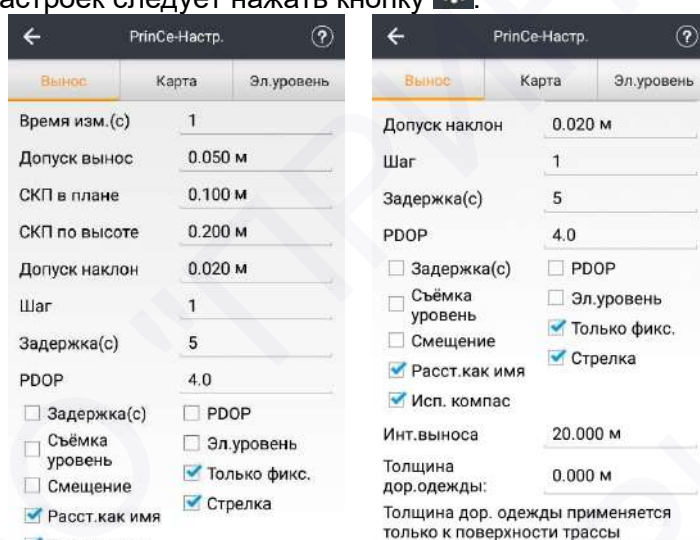 астроек следует нажать кнопку
PrinCe-Настр.
Вынос Карта Эл.уровень
Время изм.(с) 1
Допуск вынос 0.050 м
СКП в плане 0.100 м
СКП по высоте 0.200 м
Допуск наклон 0.020 м
Шаг 1
Задержка(с) 5
PDOP 4.0
Задержка(с) PDOP
Съёмка уровень Эл.уровень
Смещение Только фикс.
Расст.как имя Стрелка
PrinCe-Настр.
Вынос Карта Эл.уровень
Допуск наклон 0.020 м
Шаг 1
Задержка(с) 5
PDOP 4.0
Задержка(с) PDOP
Съёмка уровень Эл.уровень
Смещение Только фикс.
Расст.как имя Стрелка
Исп. компас
Инт.выноса 20.000 м
Толщина
дор.одежды: 0.000 м
Толщина дор. одежды применяется
только к поверхности трассы